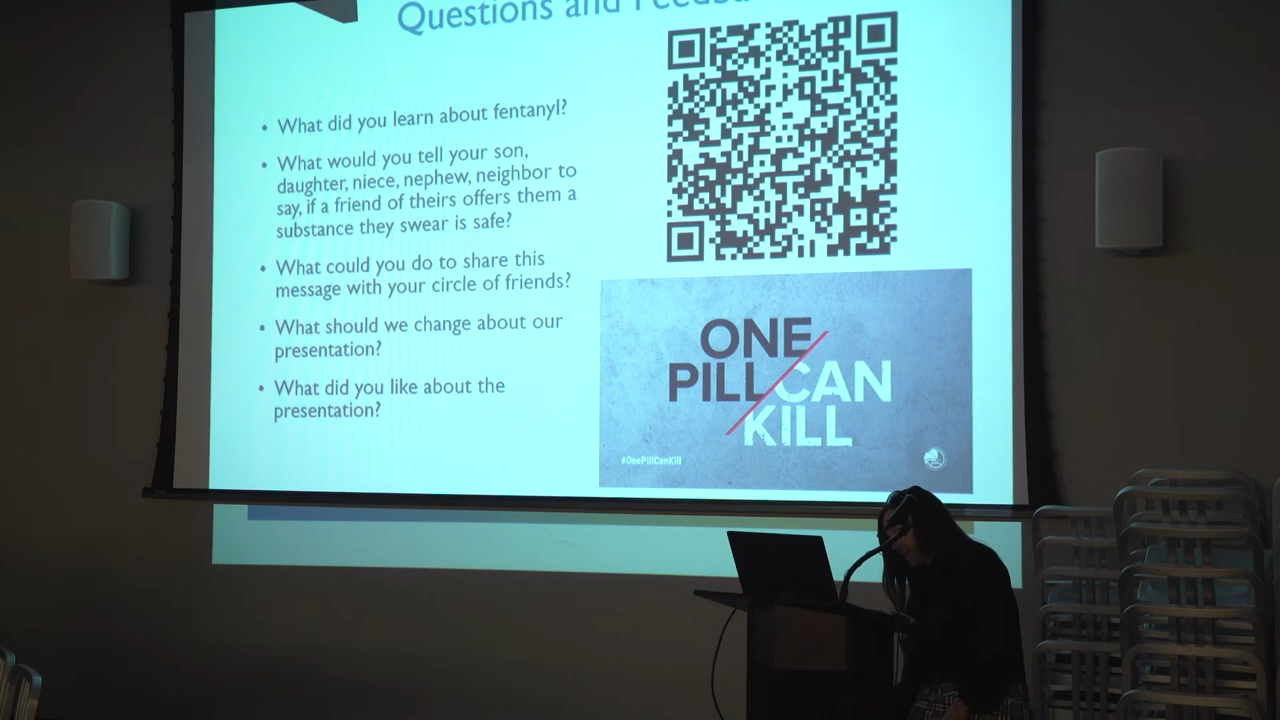 Questions and
• What did you learn about fentanyl?
• What would you tell your son,
daughter, niece, nephew, neighbor to
say, if a friend of theirs offers them a
substance they swear is safe?
• What could you do to share this
message with your circle of friends?
• What should we change about our
presentation?
• What did you like about the
presentation?
ONE
PILL CAN
KILL
#OnePillCanKill